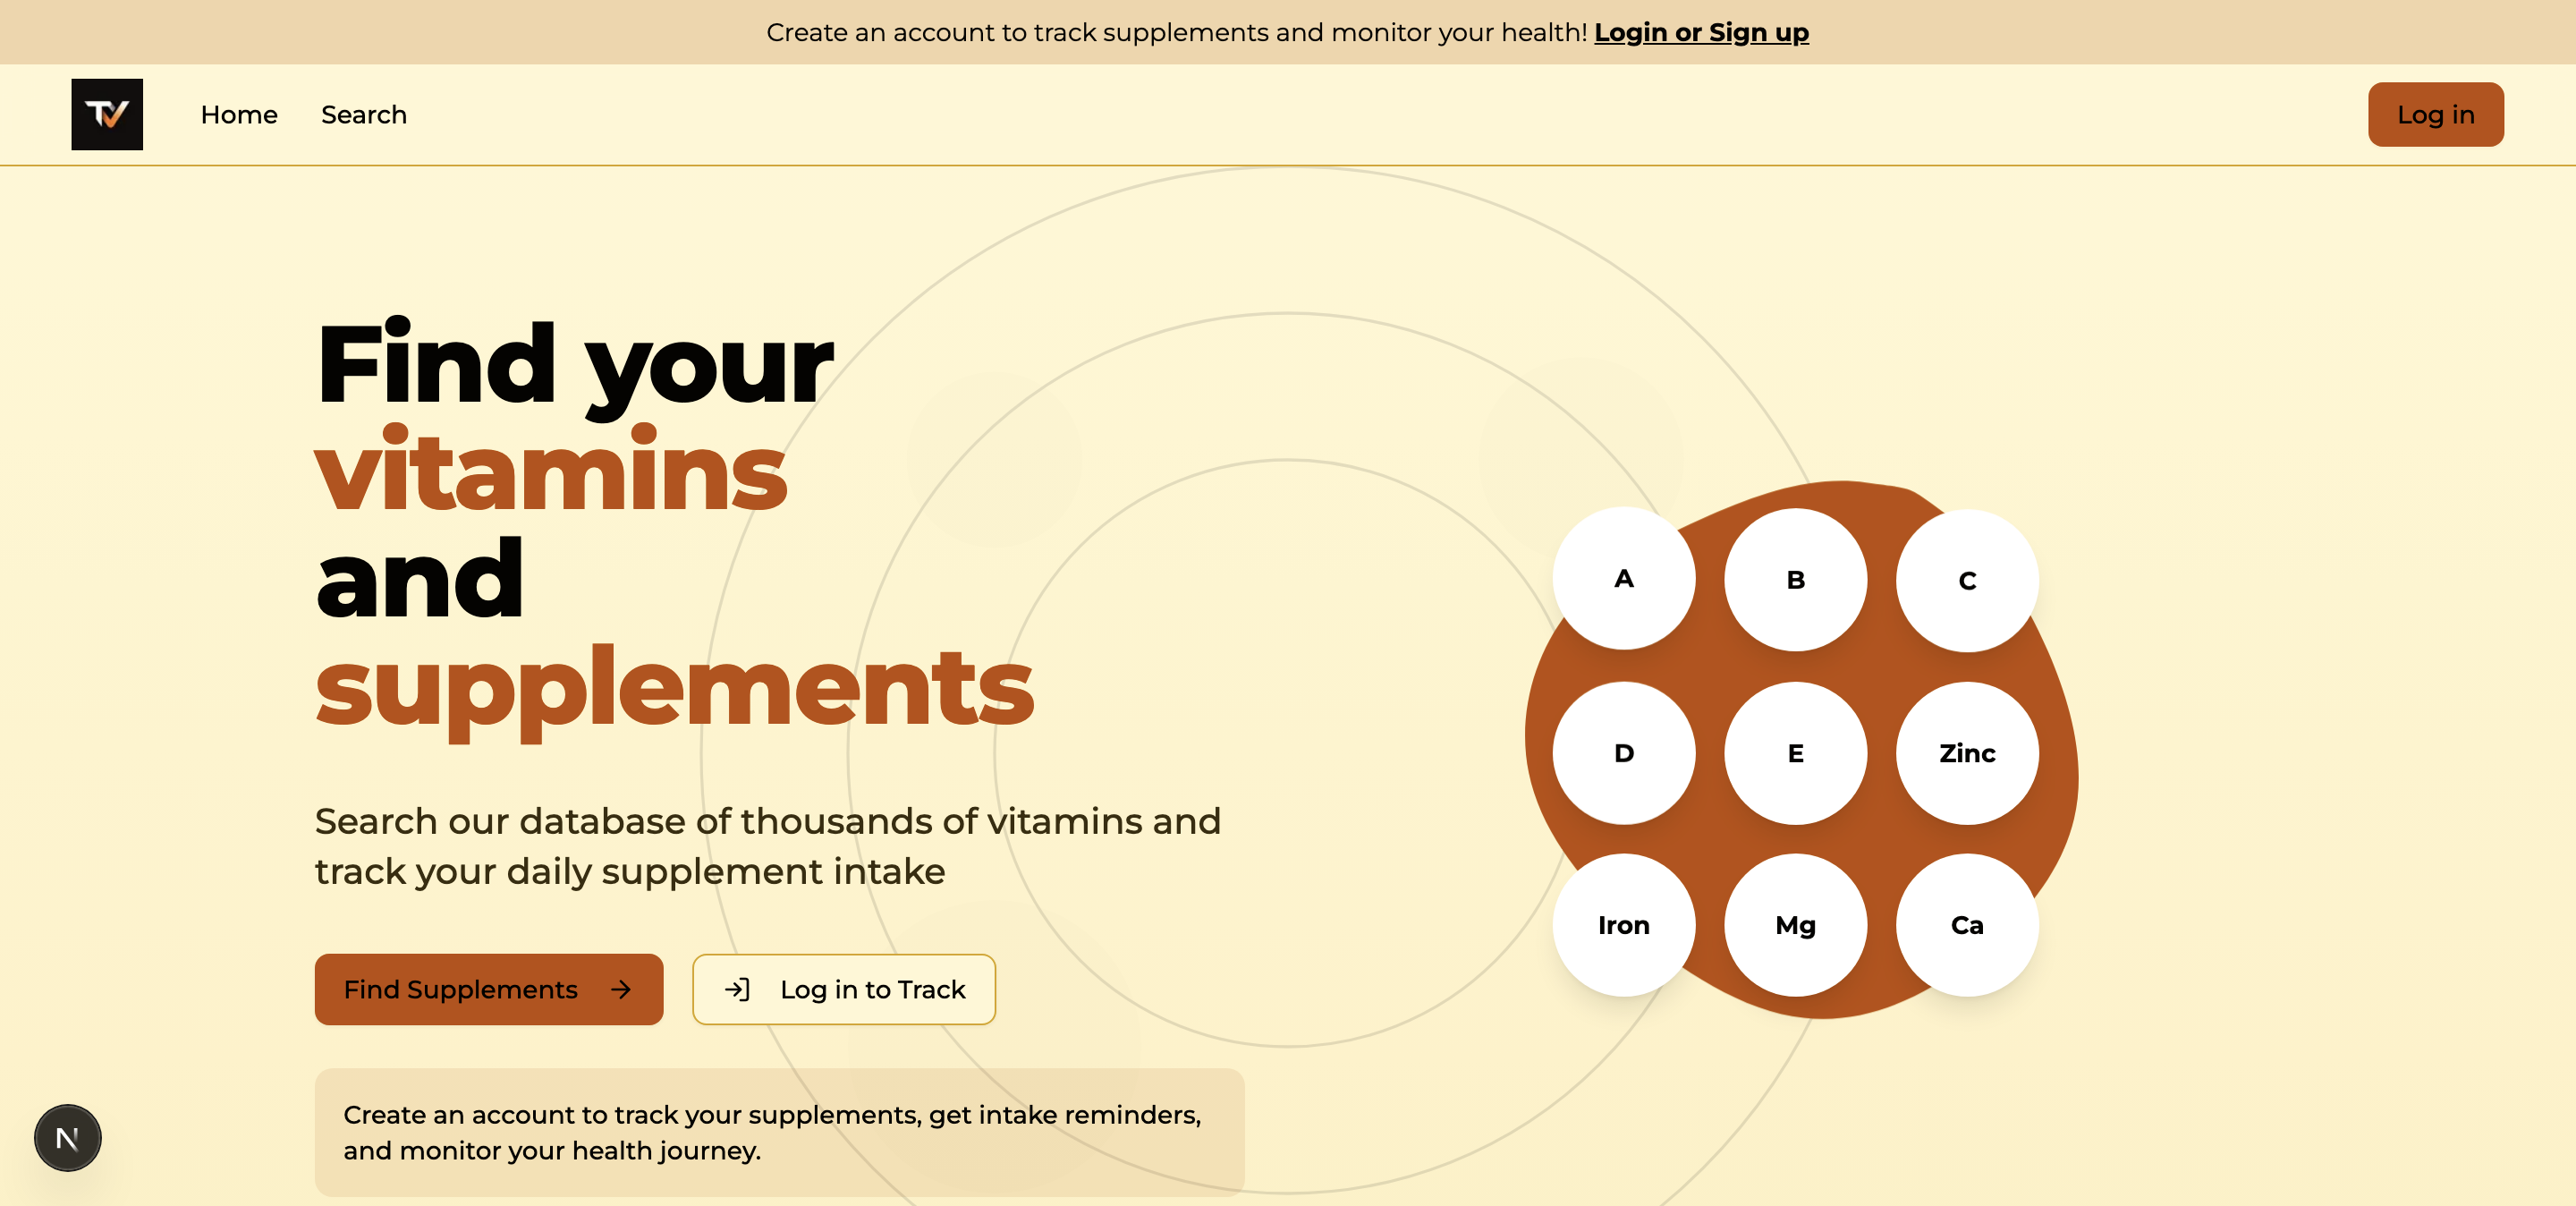 Create an account to track supplements and monitor your health! Login or Sign up
TV
Home
Search
Log in
Find your
vitamins
and
supplements
Search our database of thousands of vitamins and
track your daily supplement intake
Find Supplements
Log in to Track
Create an account to track your supplements, get intake reminders,
and monitor your health journey.
A
B
C
D
E
Zinc
Iron
Mg
Ca
N